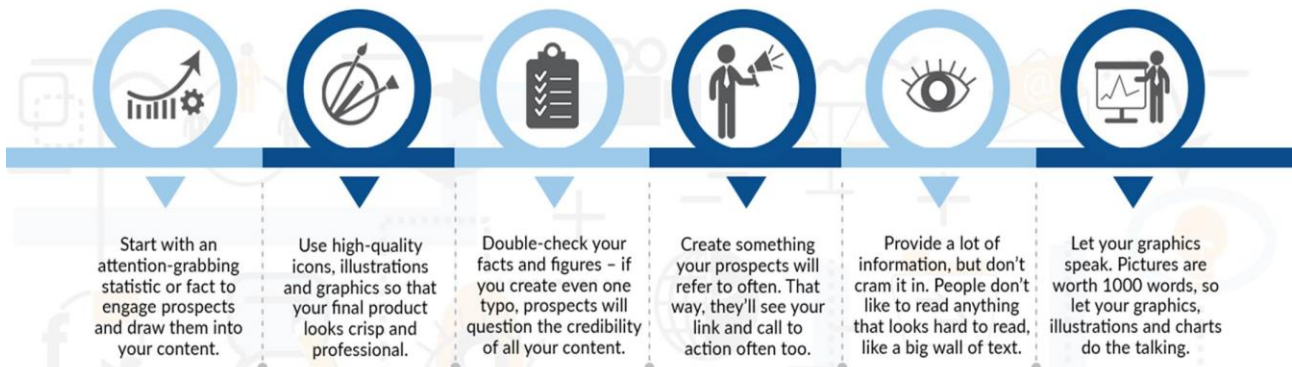 Start with an
attention-grabbing
statistic or fact to
engage prospects
and draw them into
your content.
Use high-quality
icons, illustrations
and graphics so that
your final product
looks crisp and
professional.
Double-check your
facts and figures – if
you create even one
typo, prospects will
question the credibility
of all your content.
Create something
your prospects will
refer to often. That
way, they’ll see your
link and call to
action often too.
Provide a lot of
information, but don’t
cram it in. People don’t
like to read anything
that looks hard to read,
like a big wall of text.
Let your graphics
speak. Pictures are
worth 1000 words, so
let your graphics,
illustrations and charts
do the talking.